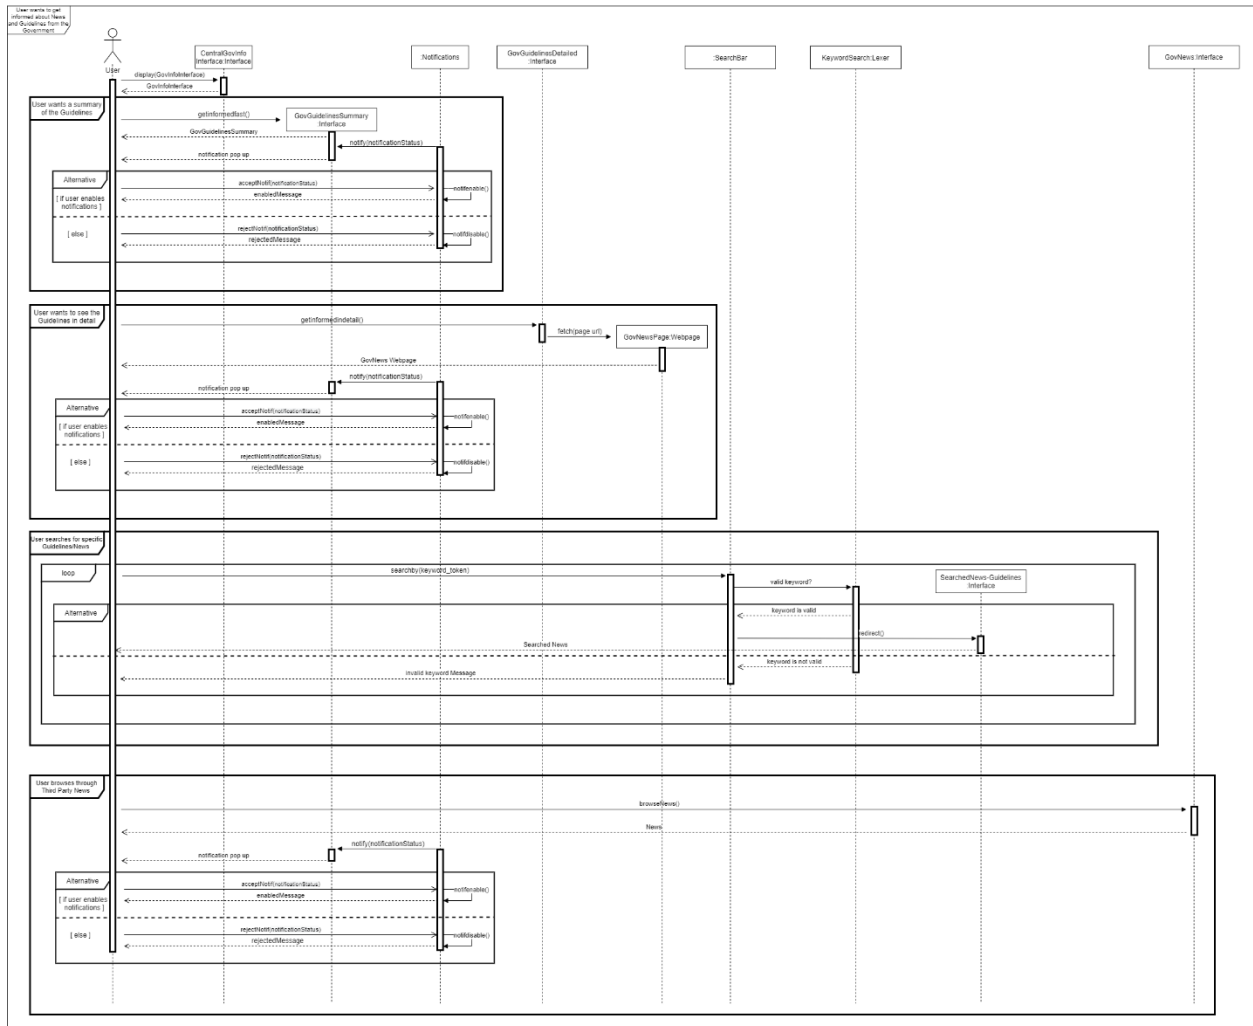 User wants to get
informed about News
and Guidelines from the
Government
User
CentralGovInfo
Interface:Interface
:Notifications
GovGuidelinesDetailed
:Interface
:SearchBar
KeywordSearch:Lexer
GovNews:Interface
display(GovInfoInterface)
GovInfoInterface
User wants a summary
of the Guidelines
getinformedfast()
GovGuidelinesSummary
:Interface
GovGuidelinesSummary
notify(notificationStatus)
notification pop up
Alternative
[ if user enables
notifications ]
acceptNotif(notificationStatus)
notifenable()
enabledMessage
[ else ]
rejectNotif(notificationStatus)
notifdisable()
rejectedMessage
User wants to see the
Guidelines in detail
getinformedindetail()
fetch(page url)
GovNewsPage:Webpage
GovNews Webpage
notify(notificationStatus)
notification pop up
Alternative
[ if user enables
notifications ]
acceptNotif(notificationStatus)
notifenable()
enabledMessage
[ else ]
rejectNotif(notificationStatus)
notifdisable()
rejectedMessage
User searches for specific
Guidelines/News
loop
searchby(keyword_token)
valid keyword?
SearchedNews-Guidelines
:Interface
Alternative
keyword is valid
redirect()
Searched News
keyword is not valid
invalid keyword Message
User browses through
Third Party News
browseNews()
News
notify(notificationStatus)
notification pop up
Alternative
[ if user enables
notifications ]
acceptNotif(notificationStatus)
notifenable()
enabledMessage
[ else ]
rejectNotif(notificationStatus)
notifdisable()
rejectedMessage